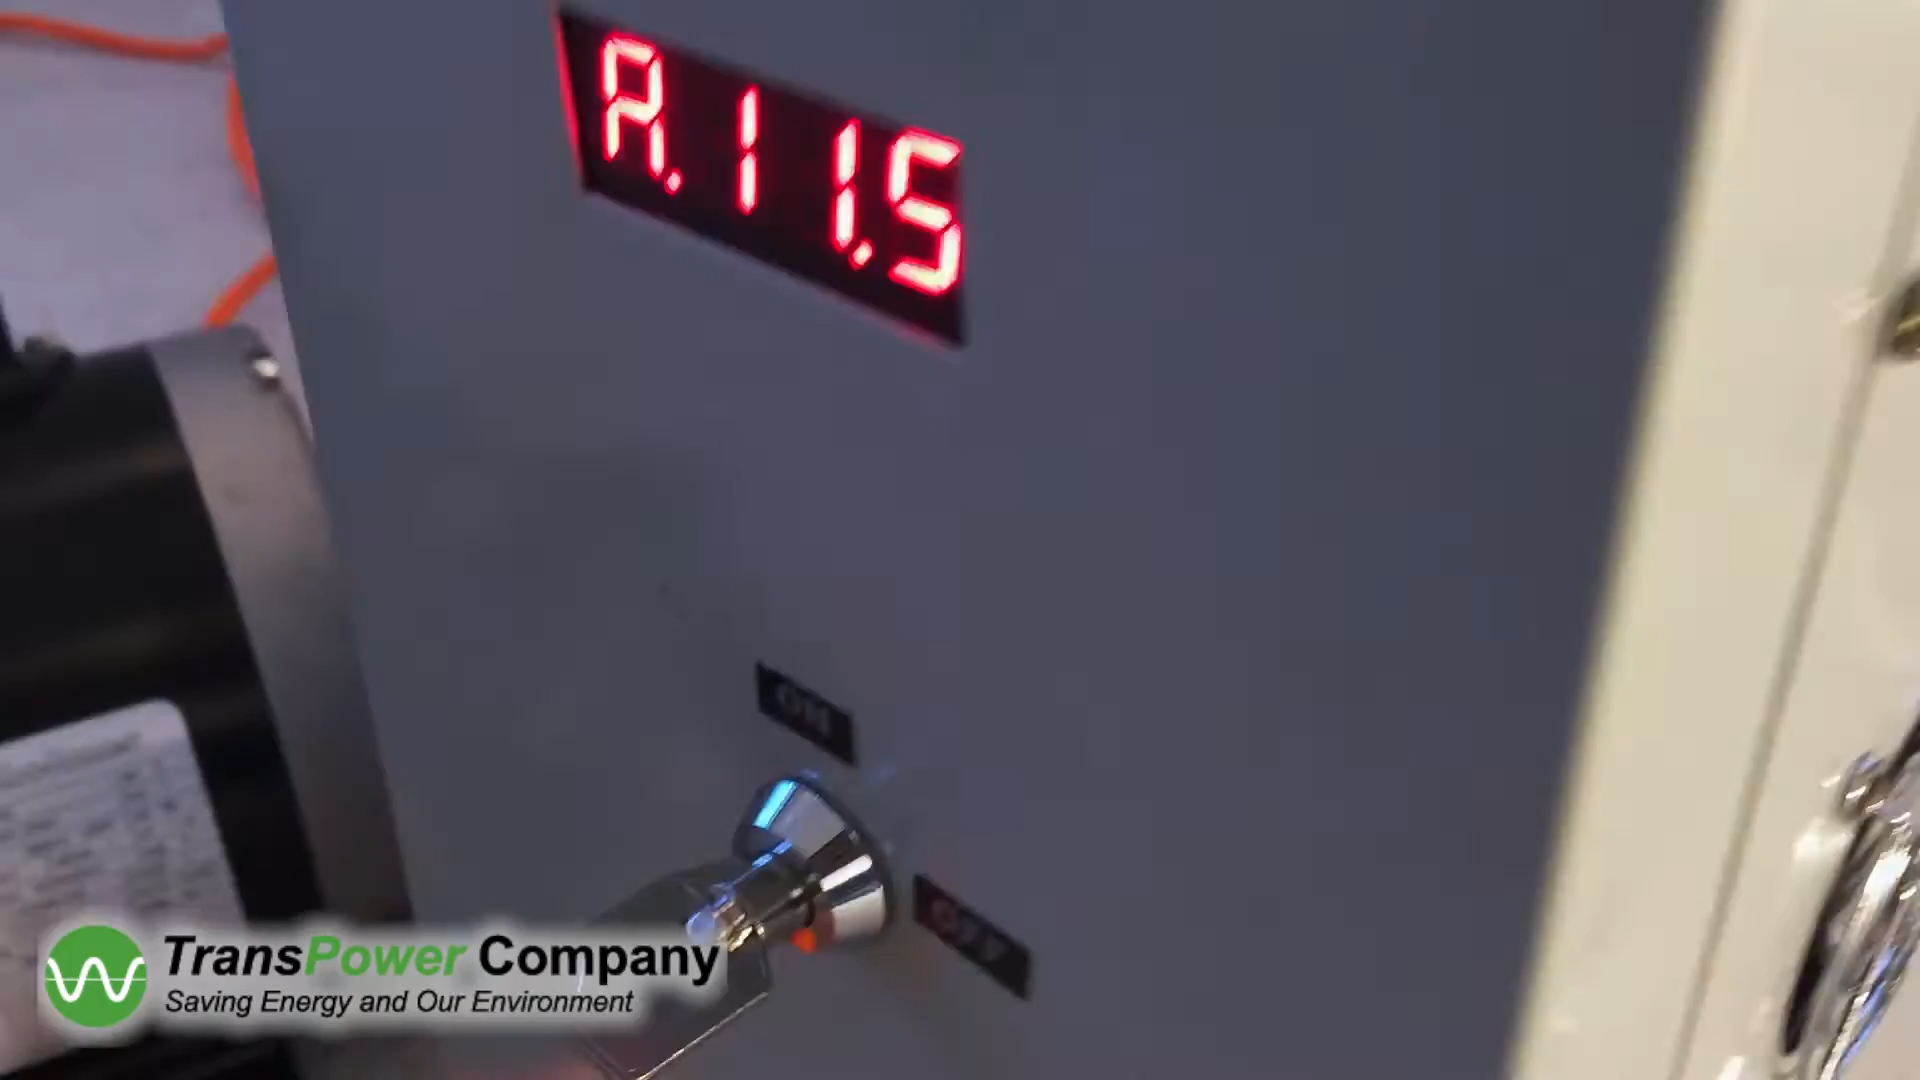 A.11.5
ON
OFF
TransPower Company
Saving Energy and Our Environment